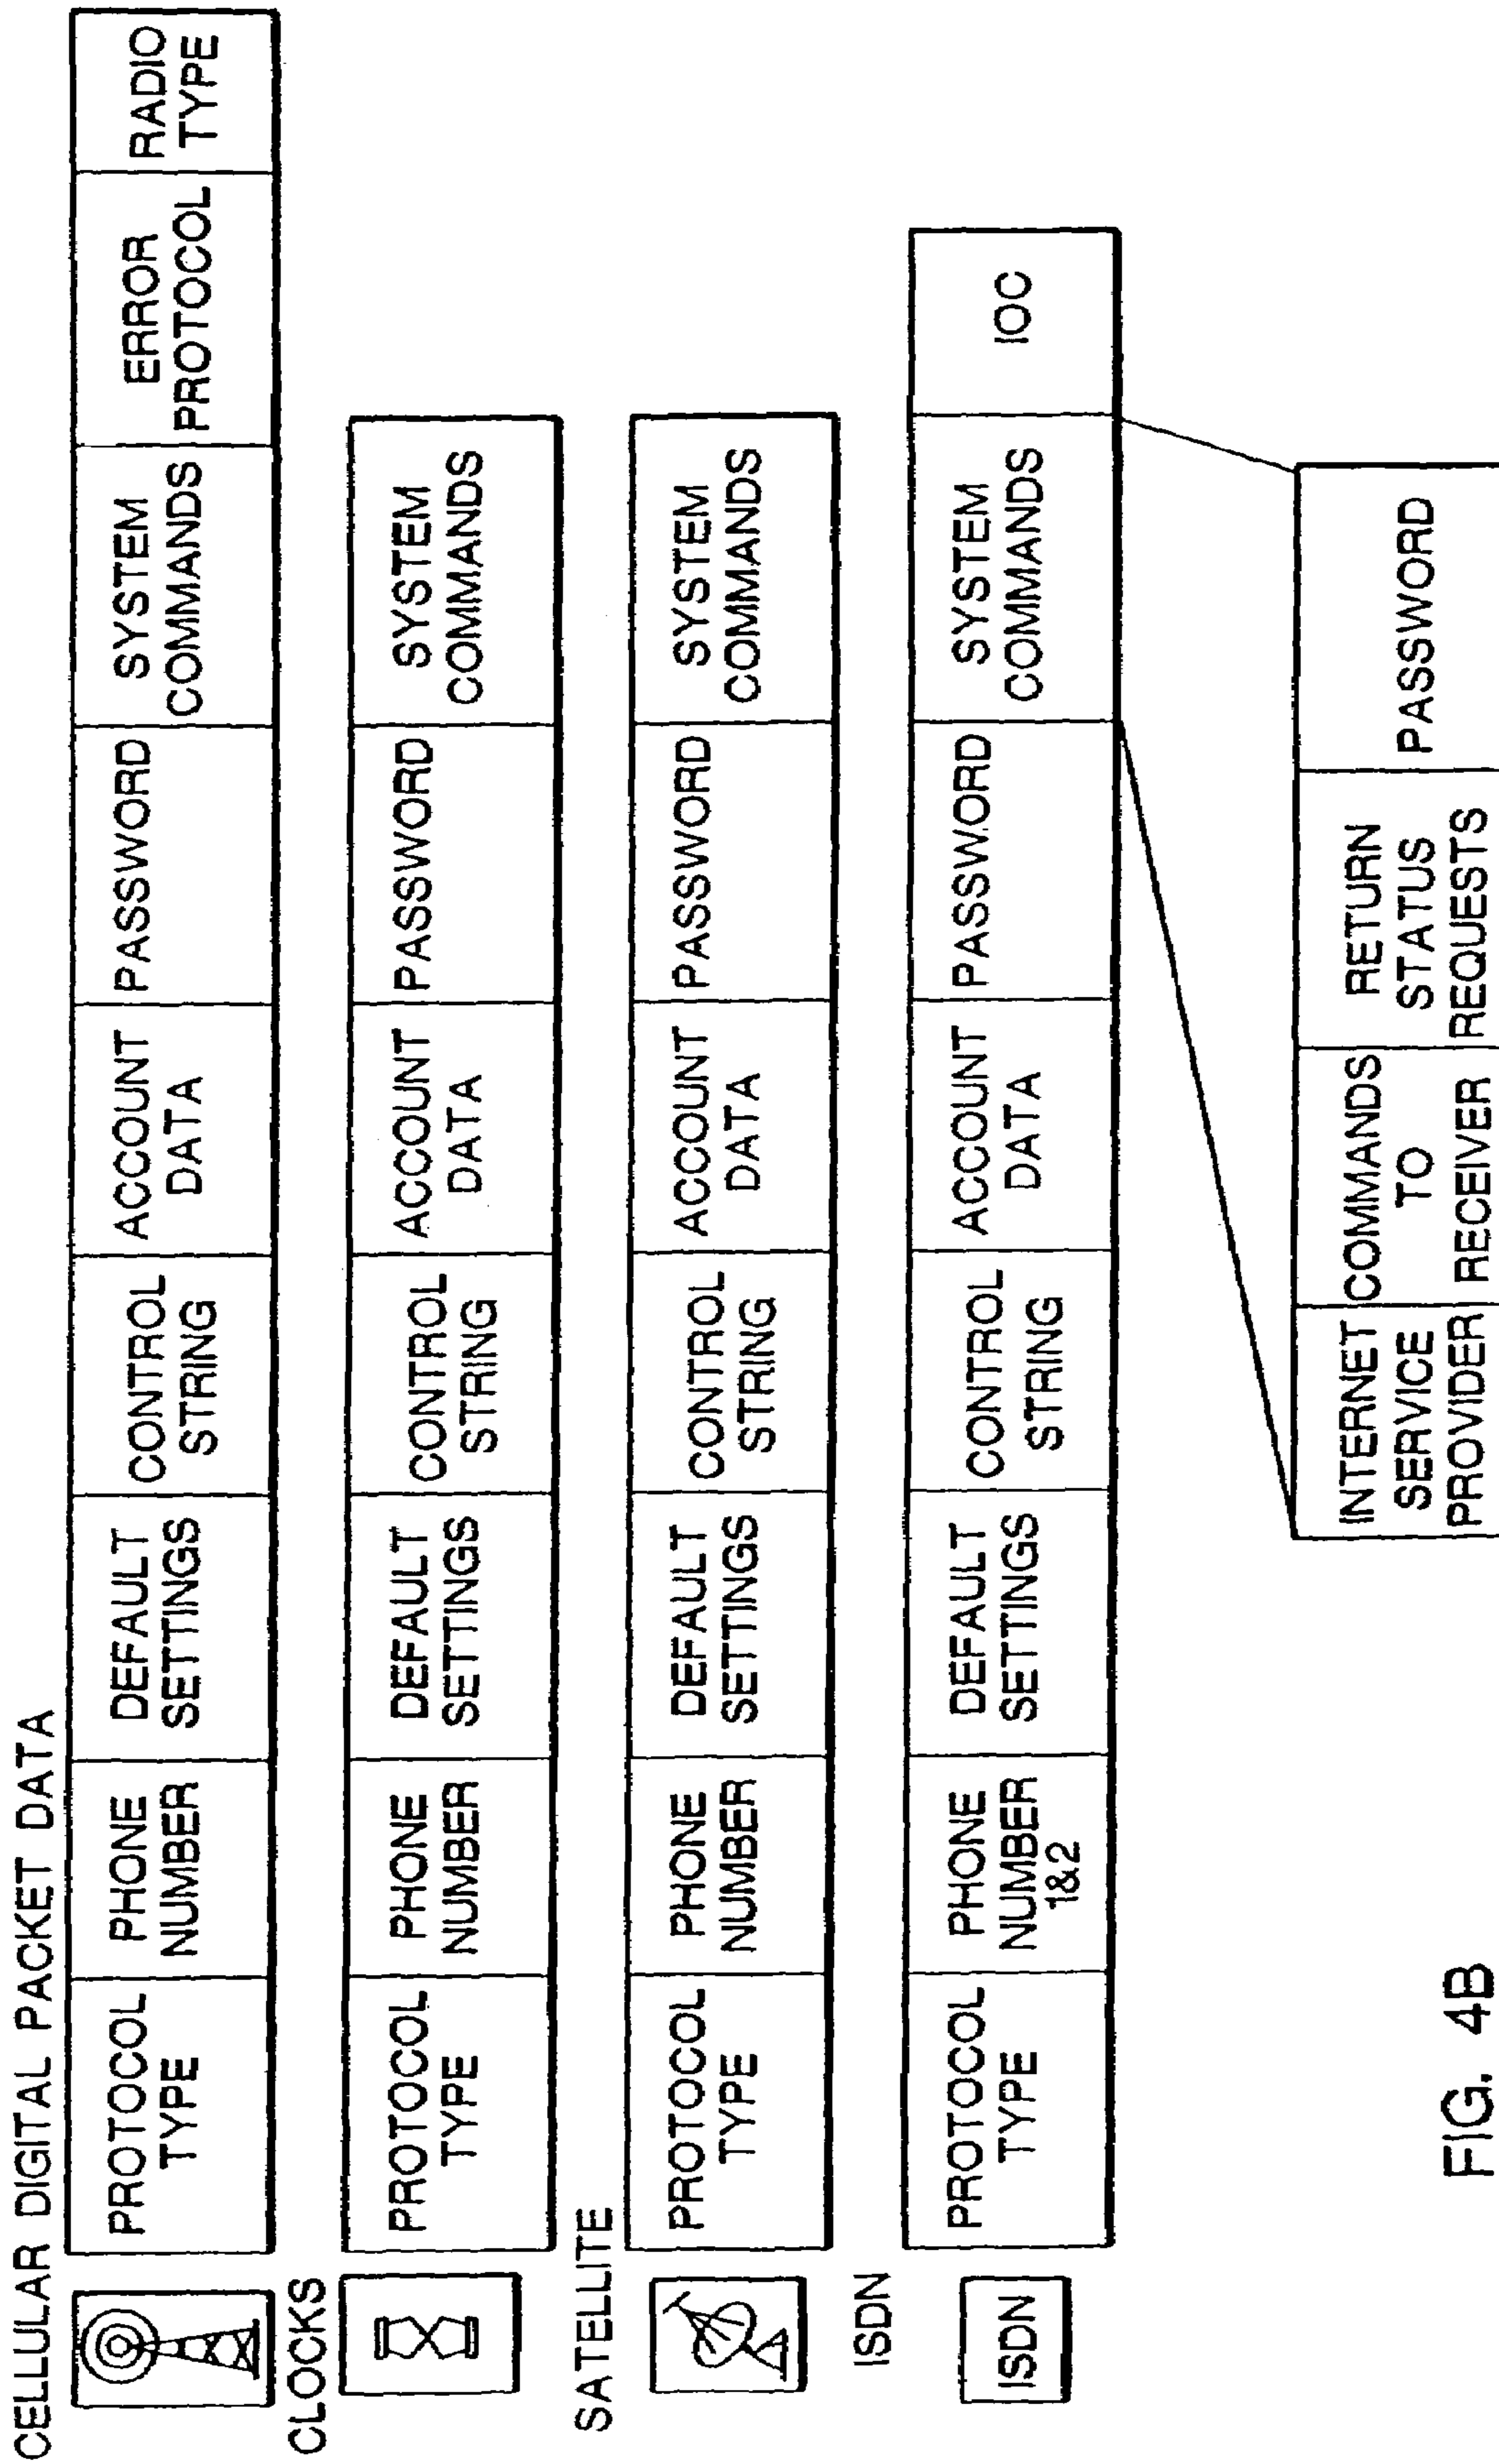 CELLULAR DIGITAL PACKET DATA
PROTOCOL
TYPE
PHONE
NUMBER
DEFAULT
SETTINGS
CONTROL
STRING
ACCOUNT
DATA
PASSWORD
SYSTEM
COMMANDS
ERROR
PROTOCOL
RADIO
TYPE
CLOCKS
PROTOCOL
TYPE
PHONE
NUMBER
DEFAULT
SETTINGS
CONTROL
STRING
ACCOUNT
DATA
PASSWORD
SYSTEM
COMMANDS
SATELLITE
PROTOCOL
TYPE
PHONE
NUMBER
DEFAULT
SETTINGS
CONTROL
STRING
ACCOUNT
DATA
PASSWORD
SYSTEM
COMMANDS
ISDN
ISDN
PROTOCOL
TYPE
PHONE
NUMBER
1&2
DEFAULT
SETTINGS
CONTROL
STRING
ACCOUNT
DATA
PASSWORD
SYSTEM
COMMANDS
IOC
INTERNET
SERVICE
PROVIDER
COMMANDS
TO
RECEIVER
RETURN
STATUS
REQUESTS
PASSWORD
FIG. 4B